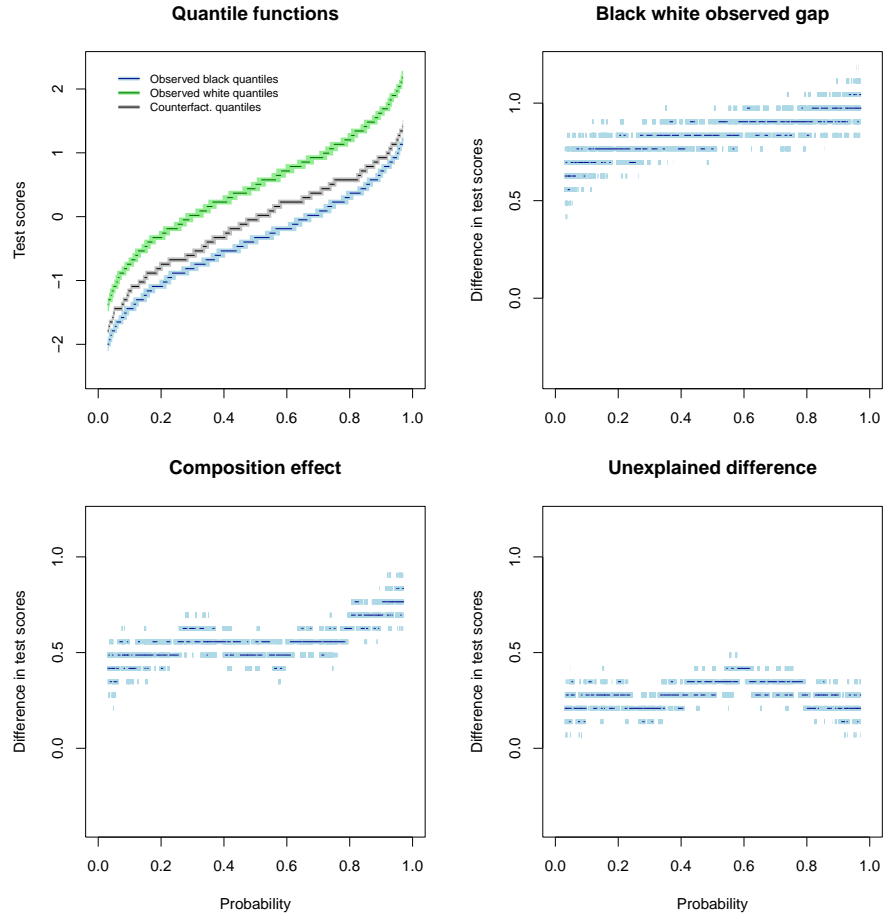 Quantile functions
Test scores
2
1
0
−1
−2
Observed black quantiles
Observed white quantiles
Counterfact. quantiles
0.0 0.2 0.4 0.6 0.8 1.0
Black white observed gap
Difference in test scores
1.0
0.5
0.0
0.0 0.2 0.4 0.6 0.8 1.0
Composition effect
Difference in test scores
1.0
0.5
0.0
0.0 0.2 0.4 0.6 0.8 1.0
Probability
Unexplained difference
Difference in test scores
1.0
0.5
0.0
0.0 0.2 0.4 0.6 0.8 1.0
Probability